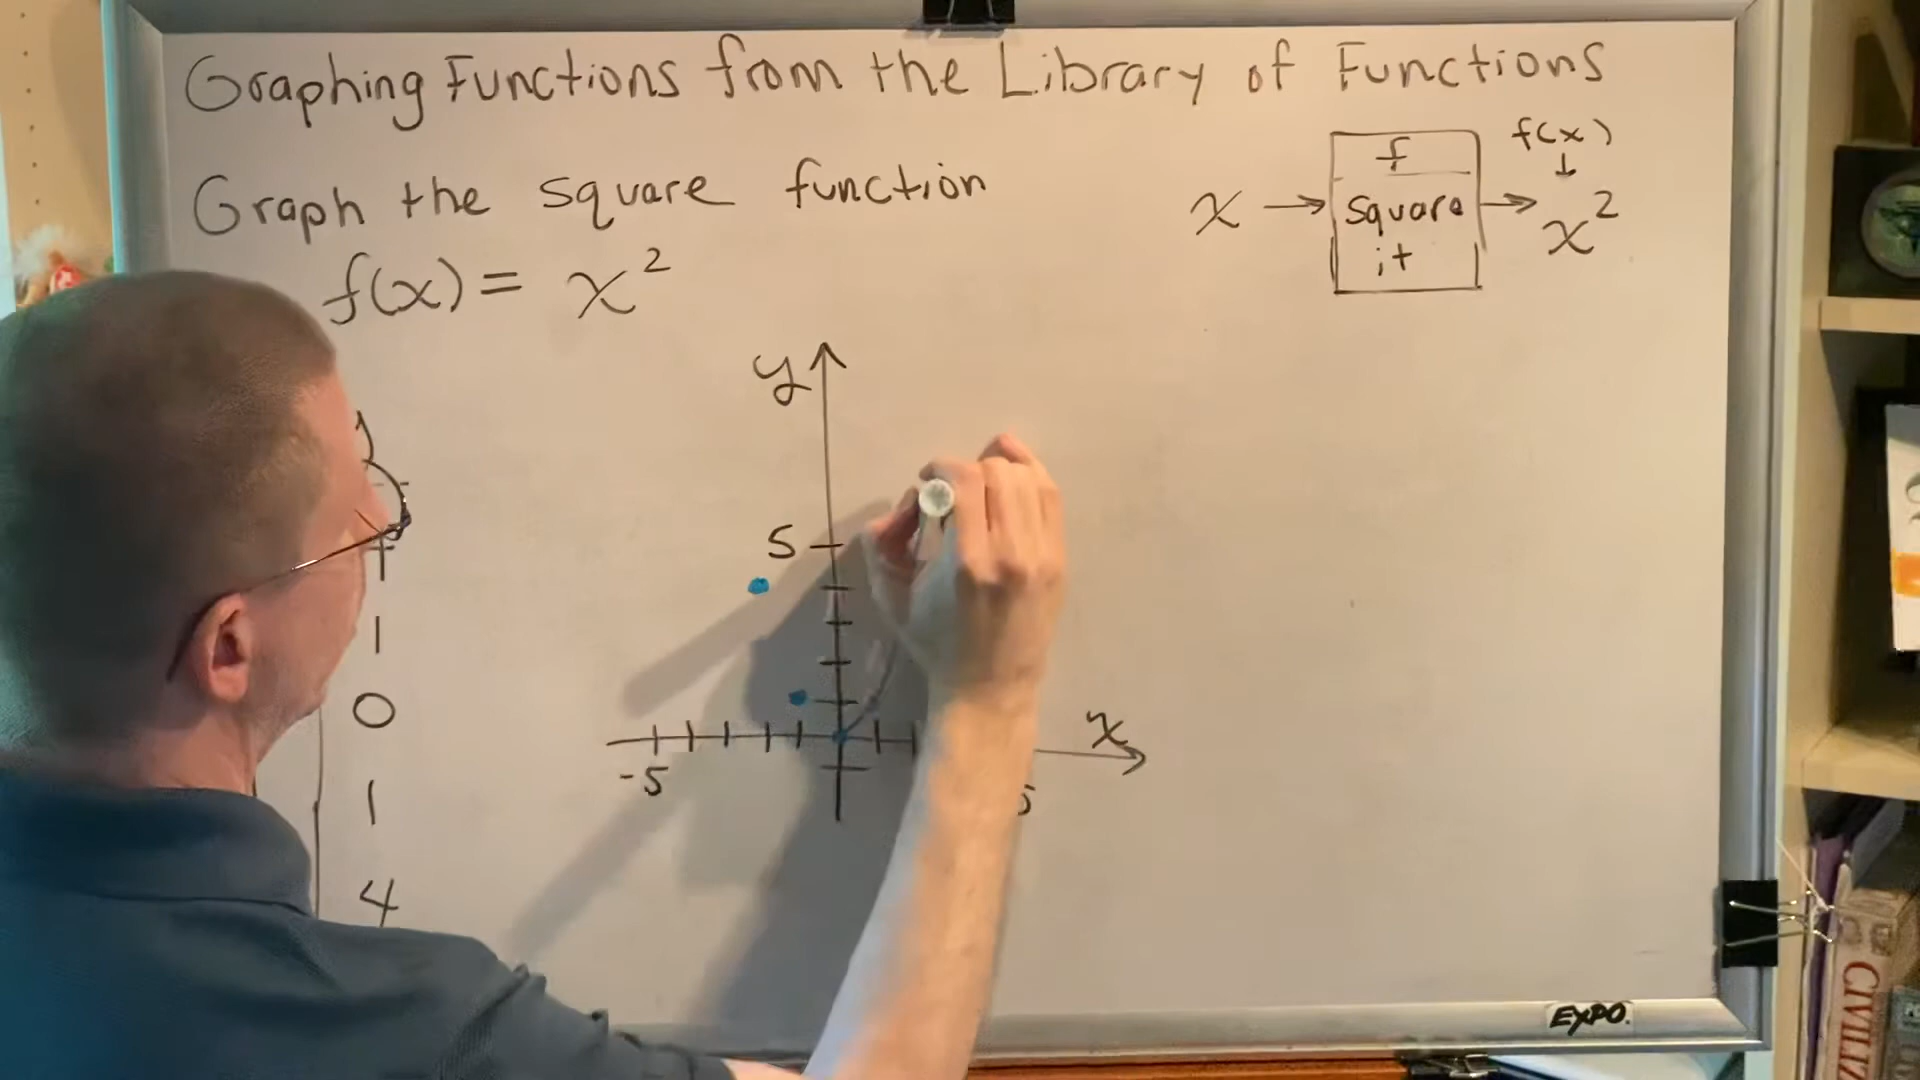 Graphing Functions from the Library of Functions
Graph the square function
f(x) = x²
x → f square it → x²
f(x)
↓
y
5
-5
x
5
1
0
1
4
EXPO